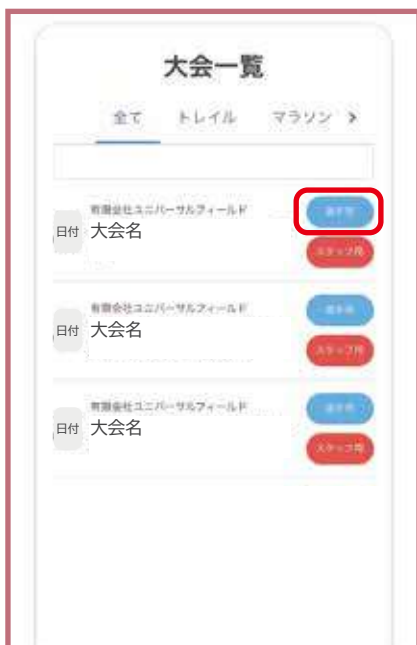 大会一覧
全て トレイル マラソン >
有限会社ユニバーサルフィールド
選手用
日付 大会名
スタッフ用
有限会社ユニバーサルフィールド
選手用
日付 大会名
スタッフ用
有限会社ユニバーサルフィールド
選手用
日付 大会名
スタッフ用